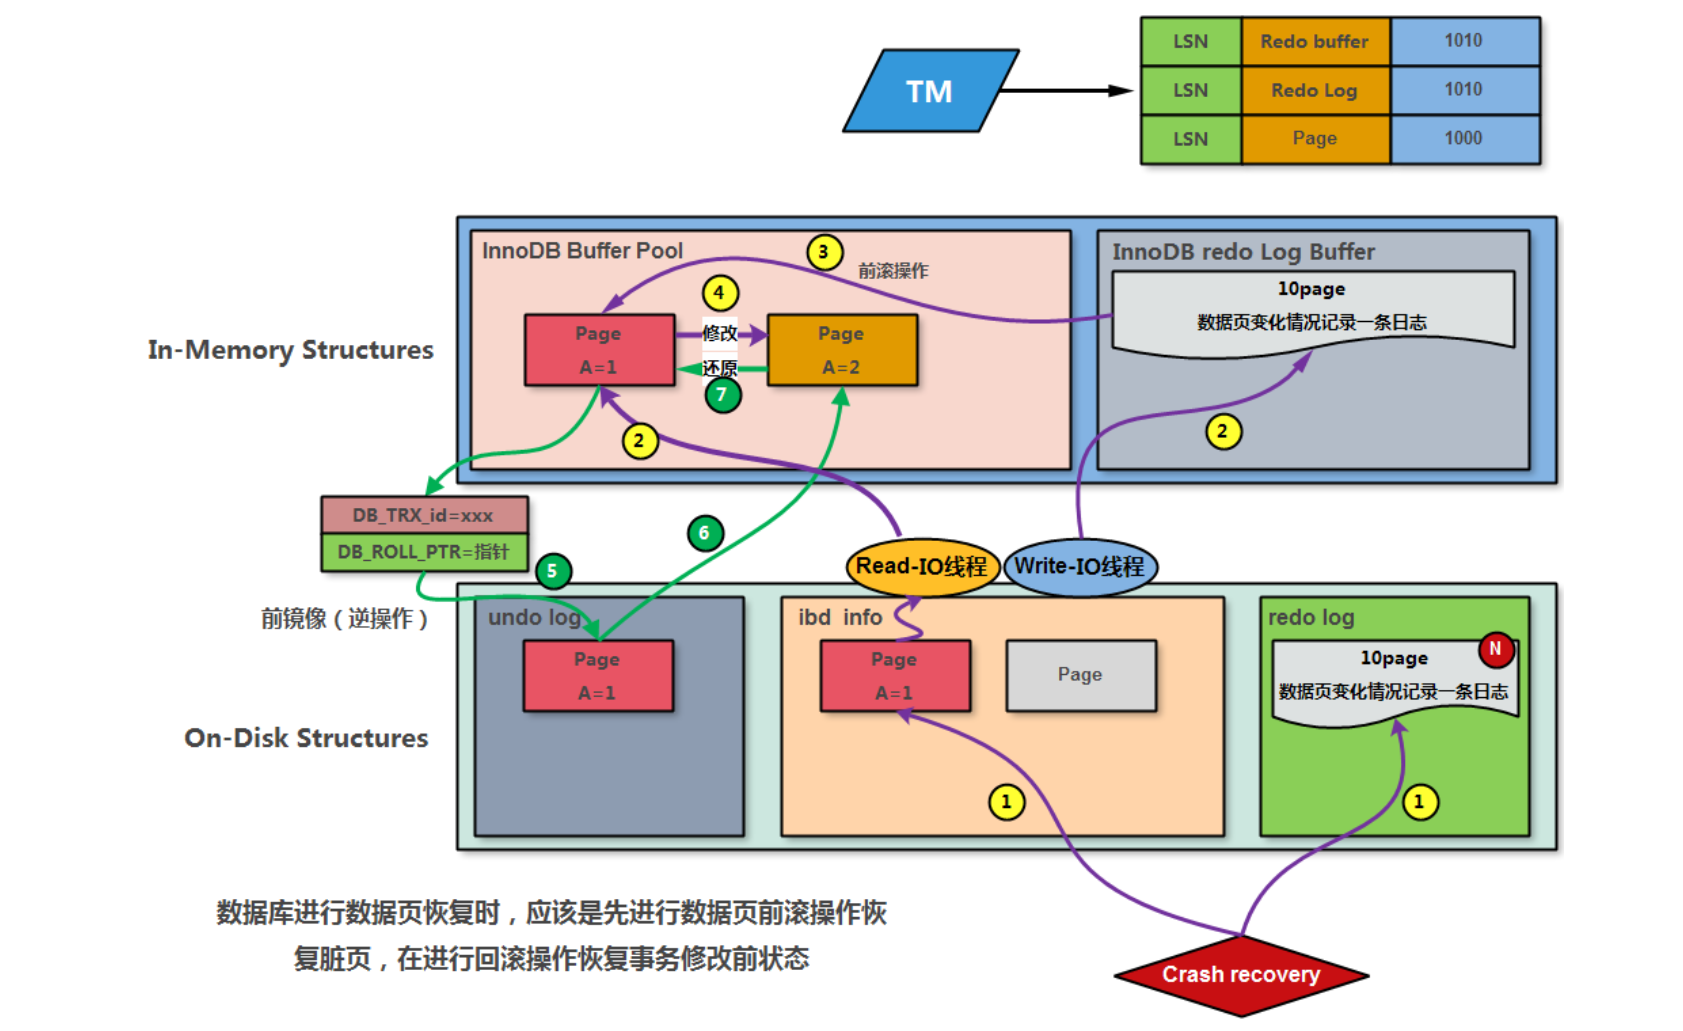 TM
LSN Redo buffer 1010
LSN Redo Log 1010
LSN Page 1000
InnoDB Buffer Pool
3
前滚操作
InnoDB redo Log Buffer
10page
数据页变化情况记录一条日志
4
Page
A=1
修改
还原
7
Page
A=2
In-Memory Structures
2
2
DB_TRX_id=xxx
DB_ROLL_PTR=指针
6
5
Read-IO线程
Write-IO线程
前镜像（逆操作）
undo log
Page
A=1
ibd info
Page
A=1
Page
redo log
N
10page
数据页变化情况记录一条日志
On-Disk Structures
1
1
数据库进行数据页恢复时，应该是先进行数据页前滚操作恢
复脏页，在进行回滚操作恢复事务修改前状态
Crash recovery